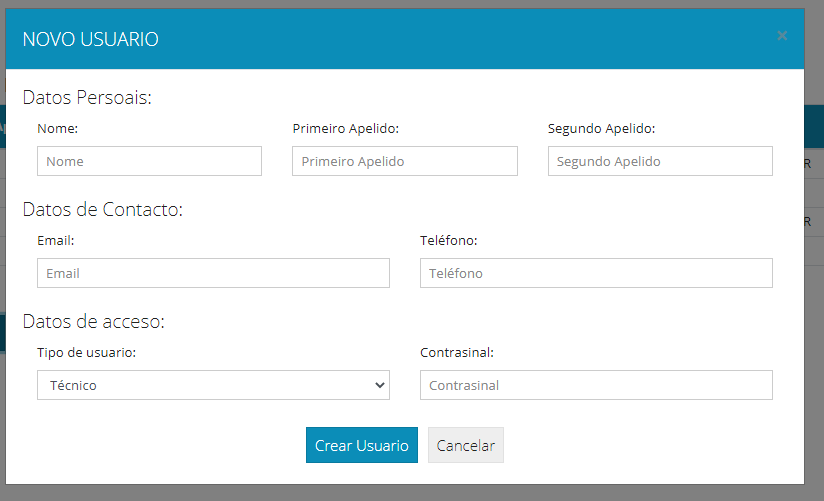 NOVO USUARIO ×
Datos Persoais:
Nome: Primeiro Apelido: Segundo Apelido:
Nome Primeiro Apelido Segundo Apelido
Datos de Contacto:
Email: Teléfono:
Email Teléfono
Datos de acceso:
Tipo de usuario: Contrasinal:
Técnico Contrasinal
Crear Usuario Cancelar